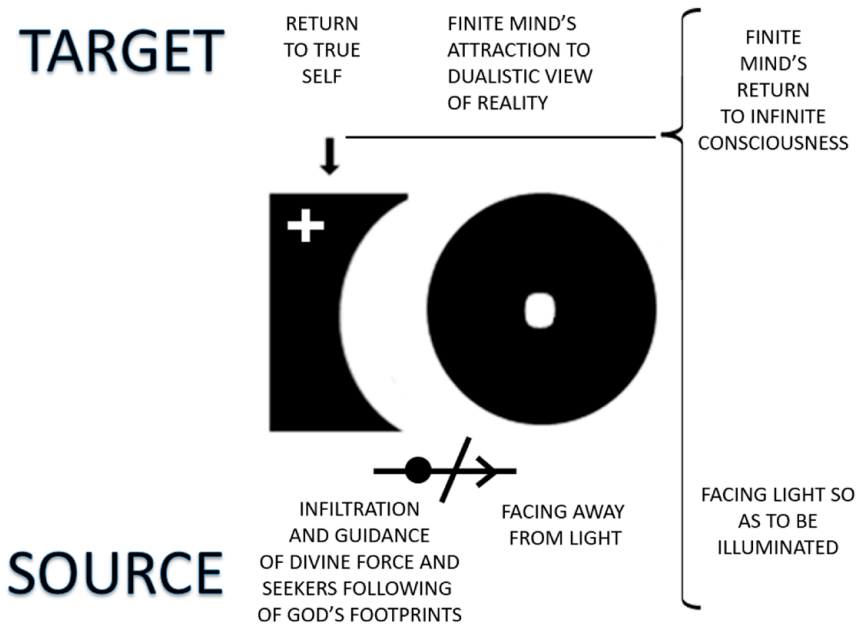 TARGET
RETURN
TO TRUE
SELF
FINITE MIND'S
ATTRACTION TO
DUALISTIC VIEW
OF REALITY
FINITE
MIND'S
RETURN
TO INFINITE
CONSCIOUSNESS
+
INFILTRATION
AND GUIDANCE
OF DIVINE FORCE AND
SEEKERS FOLLOWING
OF GOD'S FOOTPRINTS
FACING AWAY
FROM LIGHT
FACING LIGHT SO
AS TO BE
ILLUMINATED
SOURCE